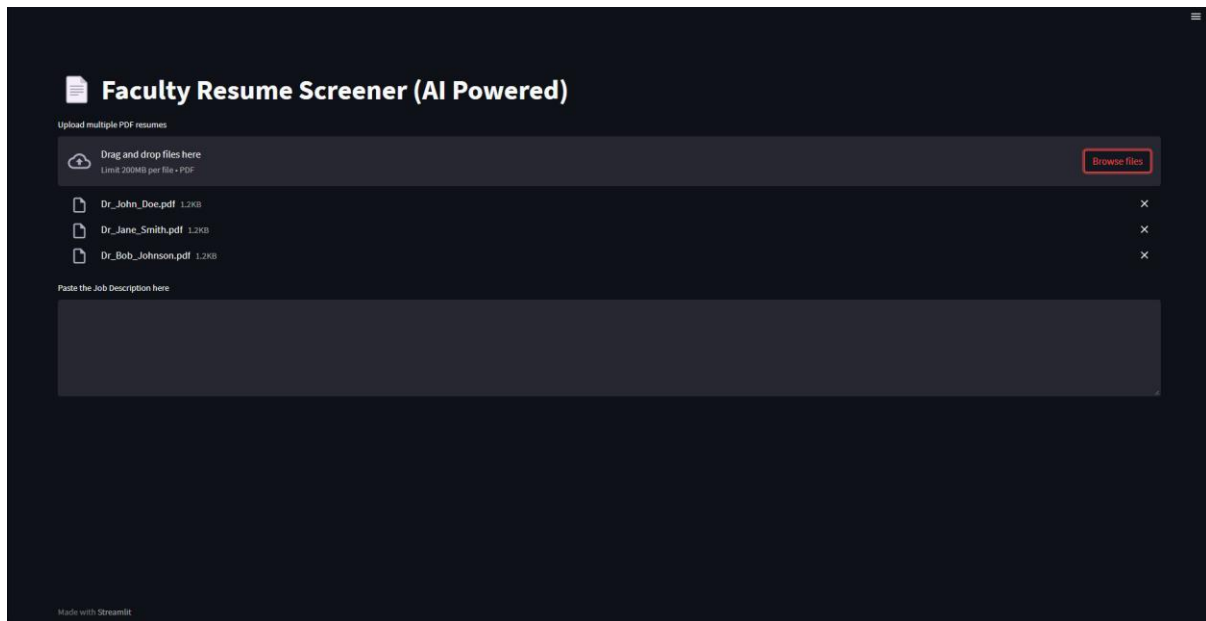 Faculty Resume Screener (AI Powered)
Upload multiple PDF resumes
Drag and drop files here
Limit 200MB per file • PDF
Browse files
Dr_John_Doe.pdf 1.2KB
Dr_Jane_Smith.pdf 1.2KB
Dr_Bob_Johnson.pdf 1.2KB
Paste the Job Description here
Made with Streamlit